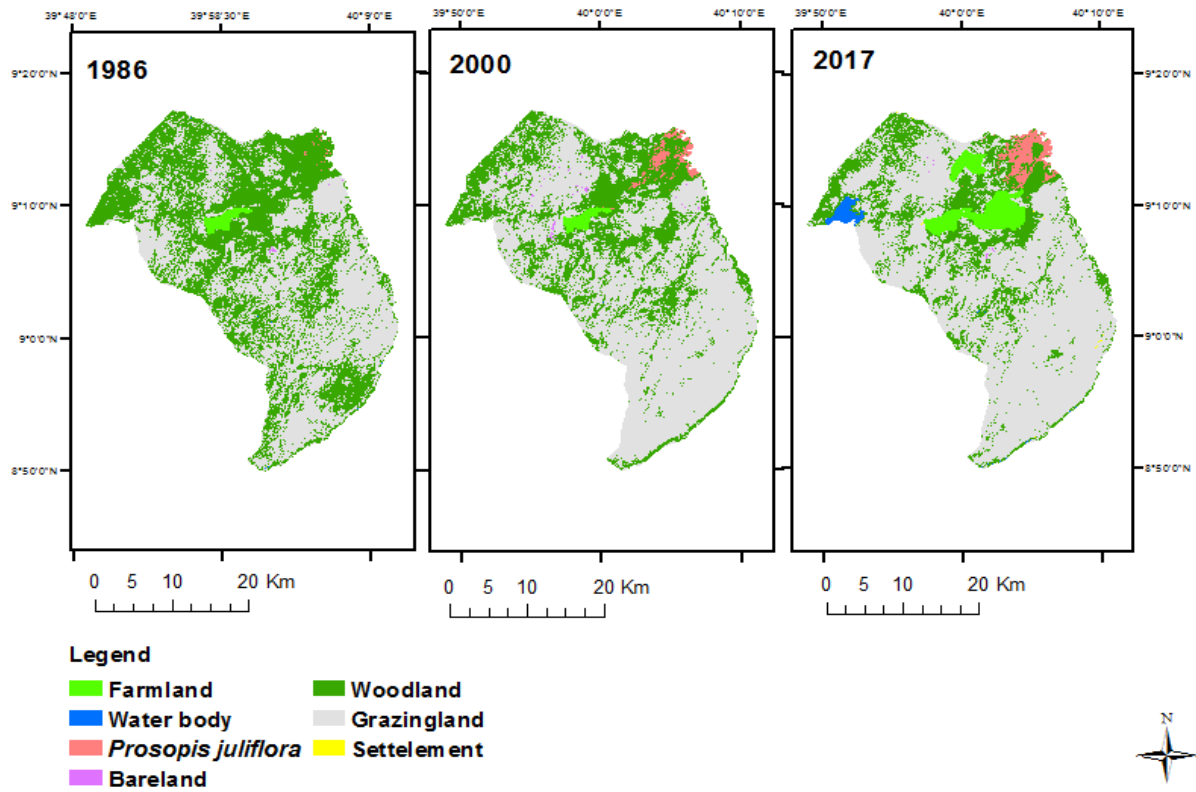 39°48'0"E 39°58'30"E 40°9'0"E 39°50'0"E 40°0'0"E 40°10'0"E 39°50'0"E 40°0'0"E 40°10'0"E
1986 2000 2017
9°20'0"N 9°20'0"N
9°10'0"N 9°10'0"N
9°0'0"N 9°0'0"N
8°50'0"N 8°50'0"N
0 5 10 20 Km 0 5 10 20 Km 0 5 10 20 Km
Legend
Farmland Woodland
Water body Grazingland
Prosopis juliflora Settelement
Bareland
N